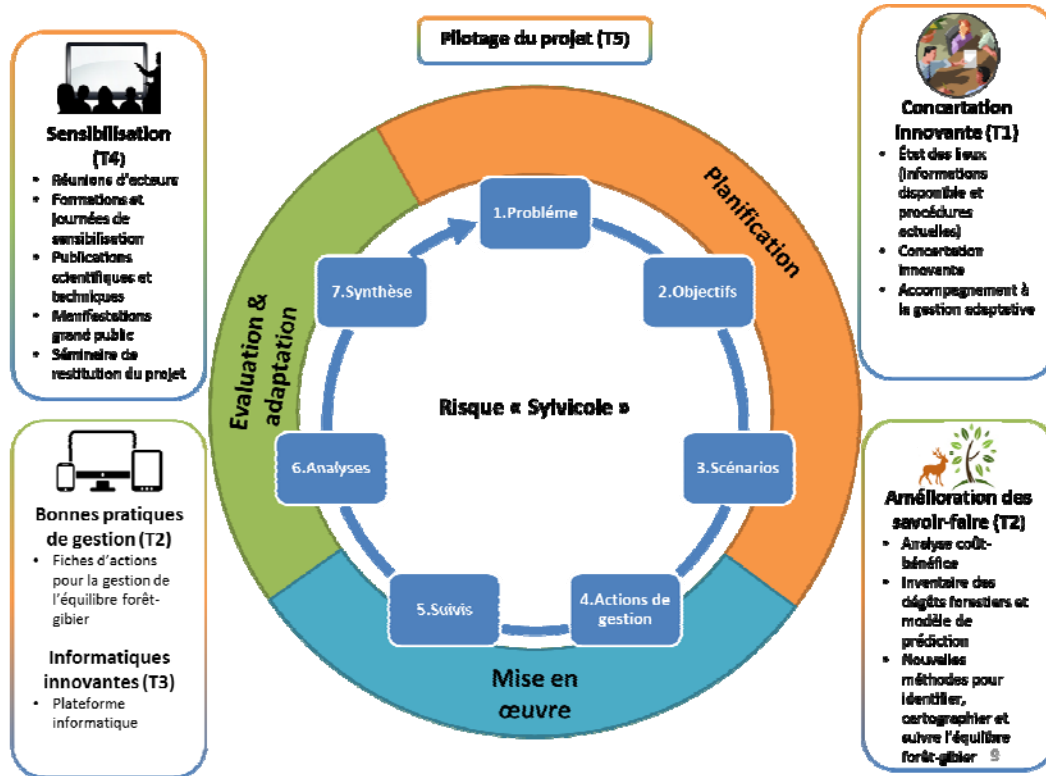 Pilotage du projet (T5)
Sensibilisation
(T4)
• Réunions d'acteurs
• Formations et
journées de
sensibilisation
• Publications
scientifiques et
techniques
• Manifestations
grand public
• Séminaire de
restitution du projet
Concertation
innovante (T1)
• État des lieux
(informations
disponible et
procédures
actuelles)
• Concertation
innovante
• Accompagnement à
la gestion adaptative
Planification
Evaluation &
adaptation
Mise en
œuvre
1.Probléme
2.Objectifs
3.Scénarios
4.Actions de
gestion
5.Suivis
6.Analyses
7.Synthèse
Risque « Sylvicole »
Bonnes pratiques
de gestion (T2)
• Fiches d'actions
pour la gestion de
l'équilibre forêt-
gibier
Informatiques
innovantes (T3)
• Plateforme
informatique
Amélioration des
savoir-faire (T2)
• Analyse coût-
bénéfice
• Inventaire des
dégâts forestiers et
modèle de
prédiction
• Nouvelles
méthodes pour
identifier,
cartographier et
suivre l'équilibre
forêt-gibier 9